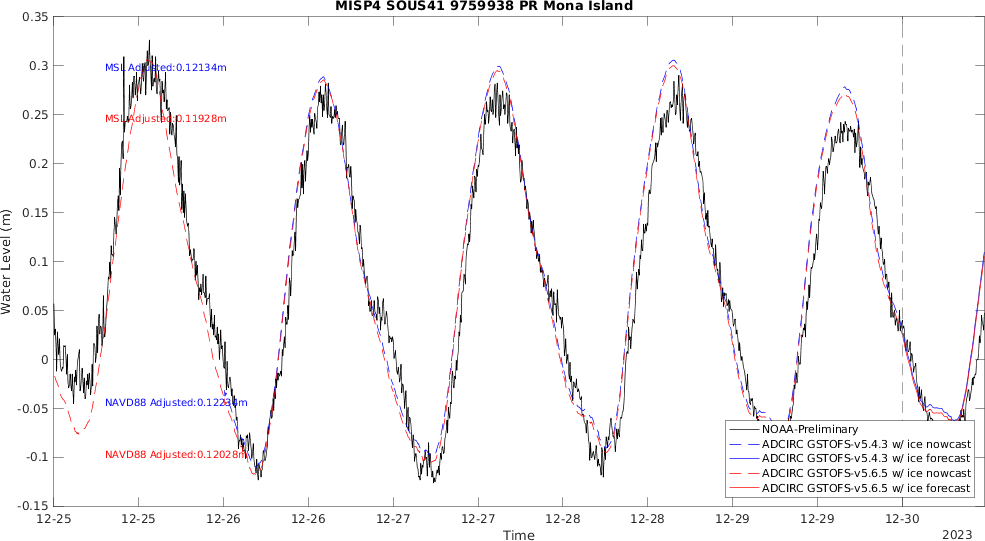 MISP4 SOUS41 9759938 PR Mona Island
0.35
0.3
0.25
0.2
0.15
0.1
0.05
0
-0.05
-0.1
-0.15
Water Level (m)
MSL Adjusted:0.12134m
MSL Adjusted:0.11928m
NAVD88 Adjusted:0.12234m
NAVD88 Adjusted:0.12028m
NOAA-Preliminary
ADCIRC GSTOFS-v5.4.3 w/ ice nowcast
ADCIRC GSTOFS-v5.4.3 w/ ice forecast
ADCIRC GSTOFS-v5.6.5 w/ ice nowcast
ADCIRC GSTOFS-v5.6.5 w/ ice forecast
12-25 12-25 12-26 12-26 12-27 12-27 12-28 12-28 12-29 12-29 12-30
Time
2023